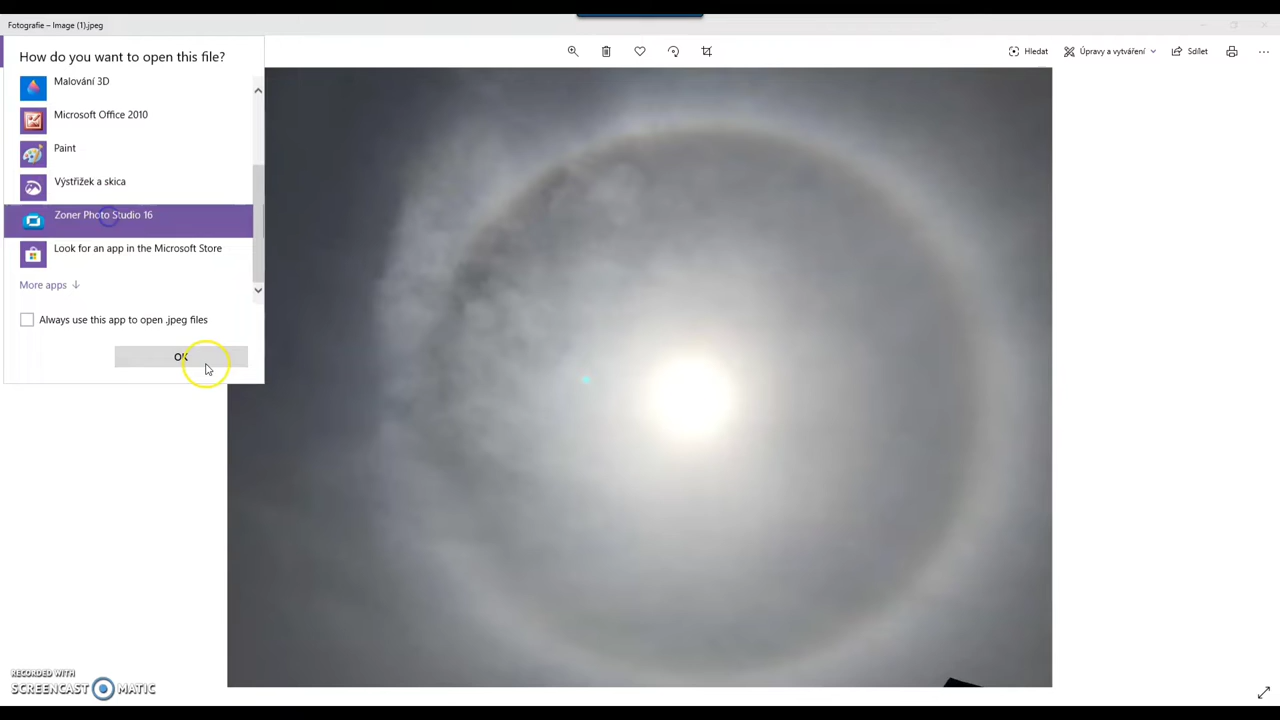 Fotografie – Image (1).jpeg
How do you want to open this file?
Malování 3D
Microsoft Office 2010
Paint
Výstřižek a skica
Zoner Photo Studio 16
Look for an app in the Microsoft Store
More apps
Always use this app to open .jpeg files
OK
Hledat
Úpravy a vytváření
Sdílet
RECORDED WITH
SCREENCAST MATIC